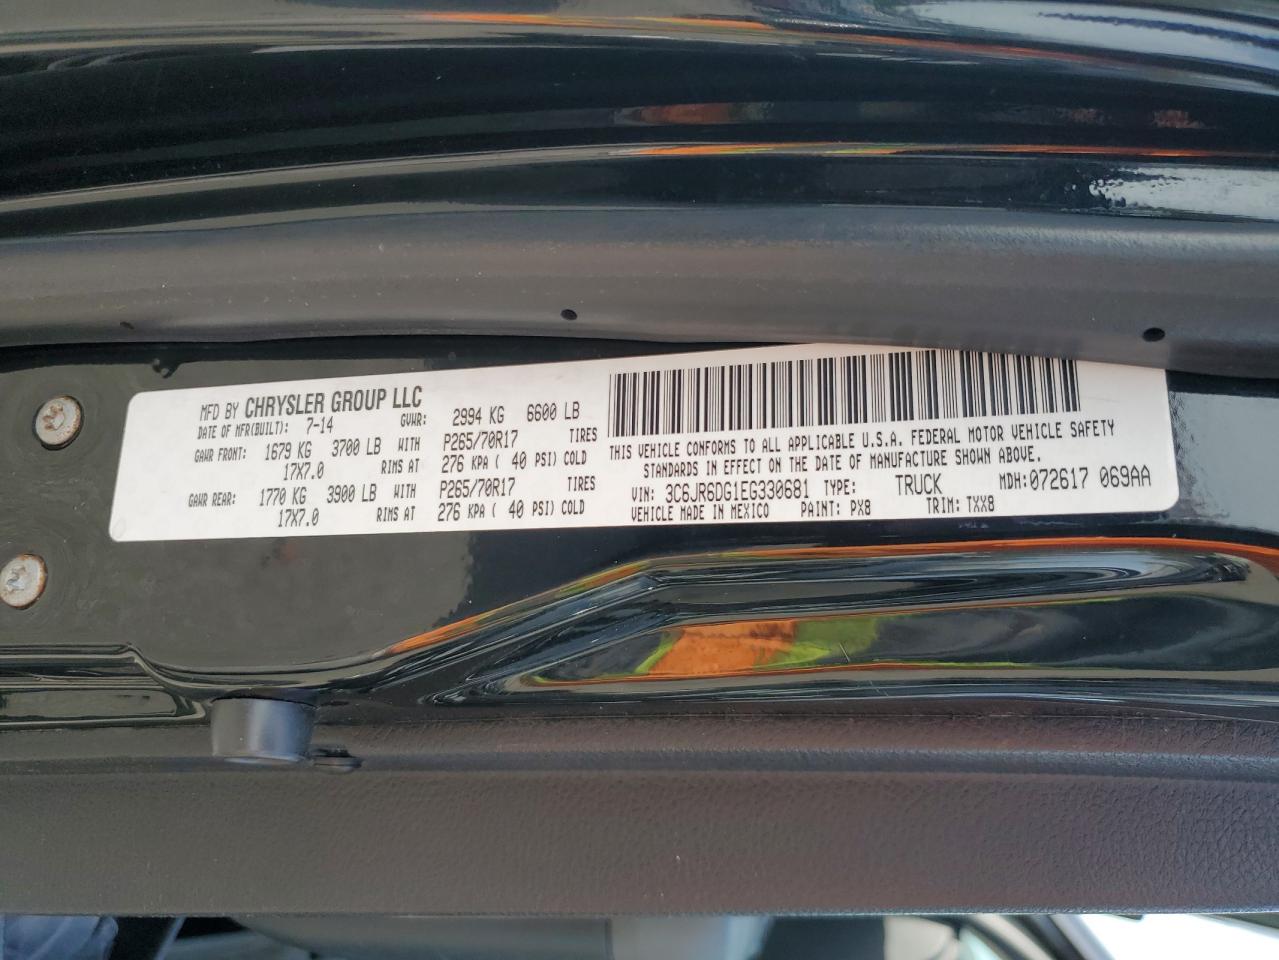 MFD BY CHRYSLER GROUP LLC
DATE OF MFR(BUILT): 7-14 GVWR: 2994 KG 6600 LB
GAWR FRONT: 1679 KG 3700 LB WITH P265/70R17 TIRES
17X7.0 RIMS AT 276 KPA ( 40 PSI) COLD
GAWR REAR: 1770 KG 3900 LB WITH P265/70R17 TIRES
17X7.0 RIMS AT 276 KPA ( 40 PSI) COLD
THIS VEHICLE CONFORMS TO ALL APPLICABLE U.S.A. FEDERAL MOTOR VEHICLE SAFETY
STANDARDS IN EFFECT ON THE DATE OF MANUFACTURE SHOWN ABOVE.
VIN: 3C6JR6DG1EG330681 TYPE: TRUCK MDH:072617 069AA
VEHICLE MADE IN MEXICO PAINT: PX8 TRIM: TXX8